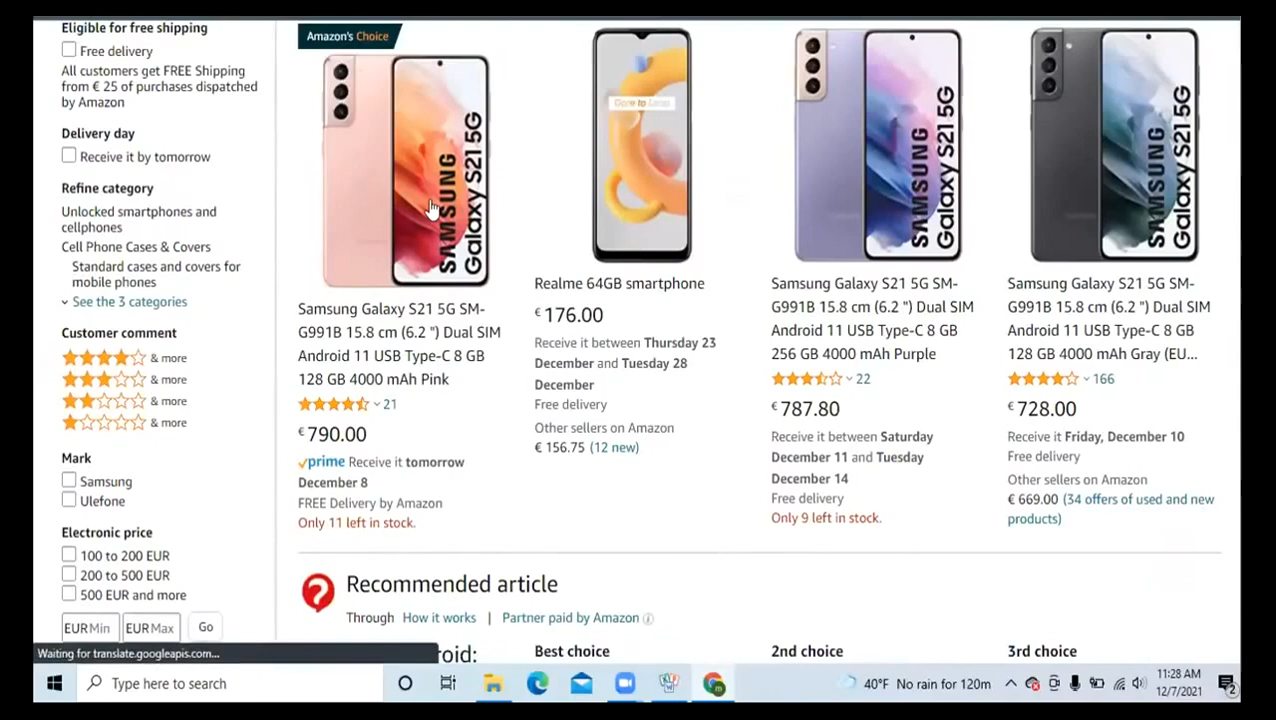 Eligible for free shipping
Free delivery
All customers get FREE Shipping
from € 25 of purchases dispatched
by Amazon
Delivery day
Receive it by tomorrow
Refine category
Unlocked smartphones and
cellphones
Cell Phone Cases & Covers
Standard cases and covers for
mobile phones
See the 3 categories
Customer comment
& more
& more
& more
& more
Mark
Samsung
Ulefone
Electronic price
100 to 200 EUR
200 to 500 EUR
500 EUR and more
EUR Min EUR Max Go
Waiting for translate.googleapis.com...
Amazon's Choice
SAMSUNG
Galaxy S21 5G
Samsung Galaxy S21 5G SM-
G991B 15.8 cm (6.2 ") Dual SIM
Android 11 USB Type-C 8 GB
128 GB 4000 mAh Pink
21
€ 790.00
prime Receive it tomorrow
December 8
FREE Delivery by Amazon
Only 11 left in stock.
Dare to Leap
Realme 64GB smartphone
€ 176.00
Receive it between Thursday 23
December and Tuesday 28
December
Free delivery
Other sellers on Amazon
€ 156.75 (12 new)
SAMSUNG
Galaxy S21 5G
Samsung Galaxy S21 5G SM-
G991B 15.8 cm (6.2 ") Dual SIM
Android 11 USB Type-C 8 GB
256 GB 4000 mAh Purple
22
€ 787.80
Receive it between Saturday
December 11 and Tuesday
December 14
Free delivery
Only 9 left in stock.
SAMSUNG
Galaxy S21 5G
Samsung Galaxy S21 5G SM-
G991B 15.8 cm (6.2 ") Dual SIM
Android 11 USB Type-C 8 GB
128 GB 4000 mAh Gray (EU...
166
€ 728.00
Receive it Friday, December 10
Free delivery
Other sellers on Amazon
€ 669.00 (34 offers of used and new
products)
? Recommended article
Through How it works | Partner paid by Amazon
roid:
Best choice
2nd choice
3rd choice
Type here to search
40°F No rain for 120m
11:28 AM
12/7/2021
2